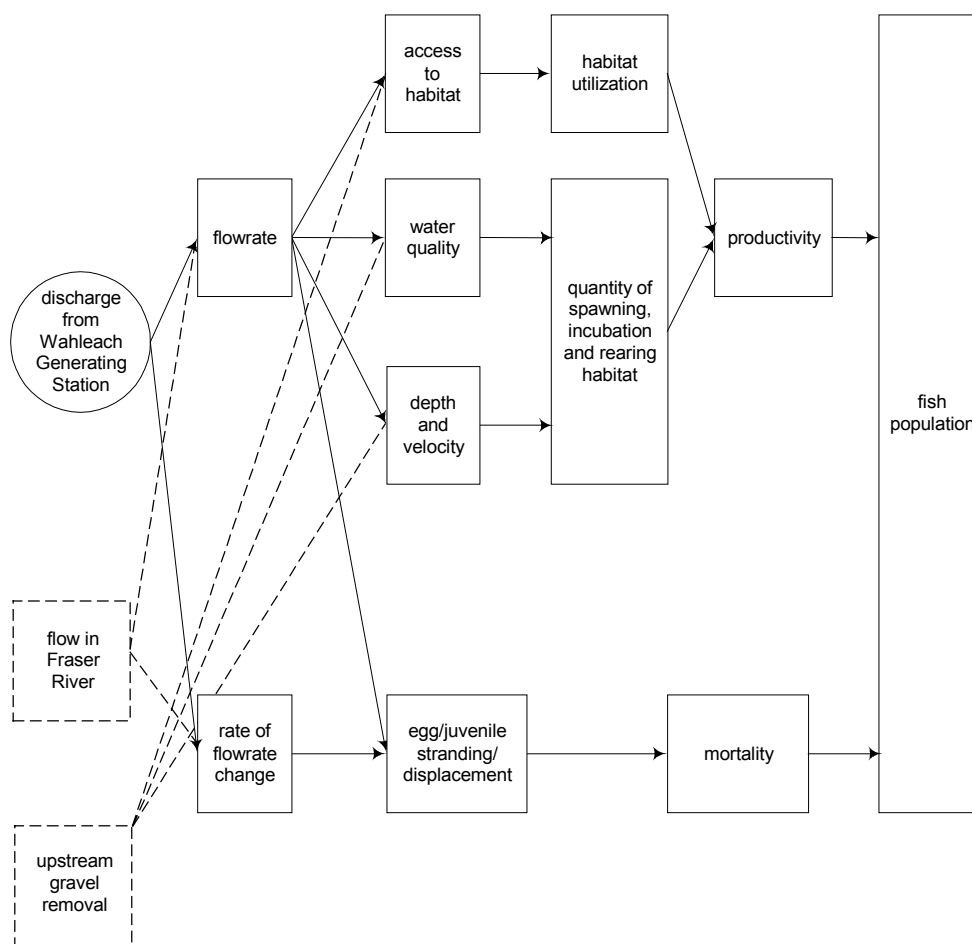 access
to
habitat
habitat
utilization
flowrate
water
quality
productivity
discharge
from
Wahleach
Generating
Station
quantity of
spawning,
incubation
and rearing
habitat
depth
and
velocity
fish
population
flow in
Fraser
River
rate of
flowrate
change
egg/juvenile
stranding/
displacement
mortality
upstream
gravel
removal